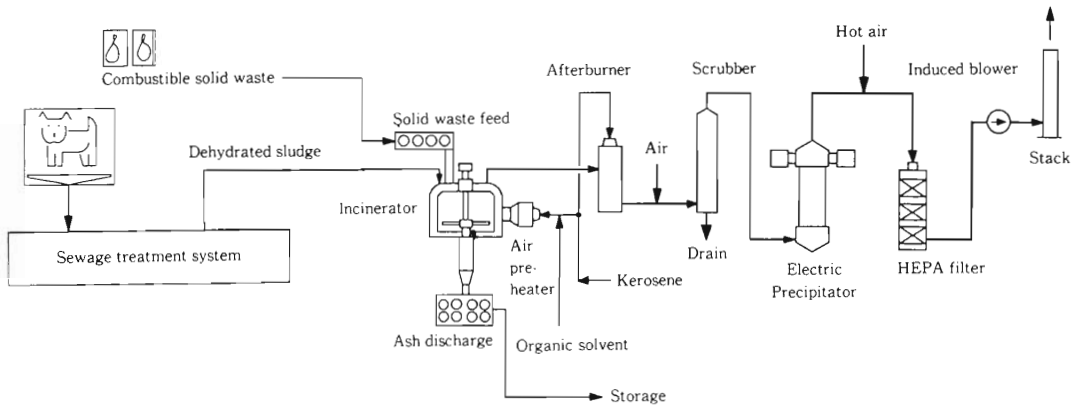 Hot air
Afterburner
Scrubber
Induced blower
Combustible solid waste
Solid waste feed
Air
Stack
Dehydrated sludge
Incinerator
Sewage treatment system
Air
pre-
heater
Drain
Electric
Precipitator
HEPA filter
Kerosene
Ash discharge
Organic solvent
Storage